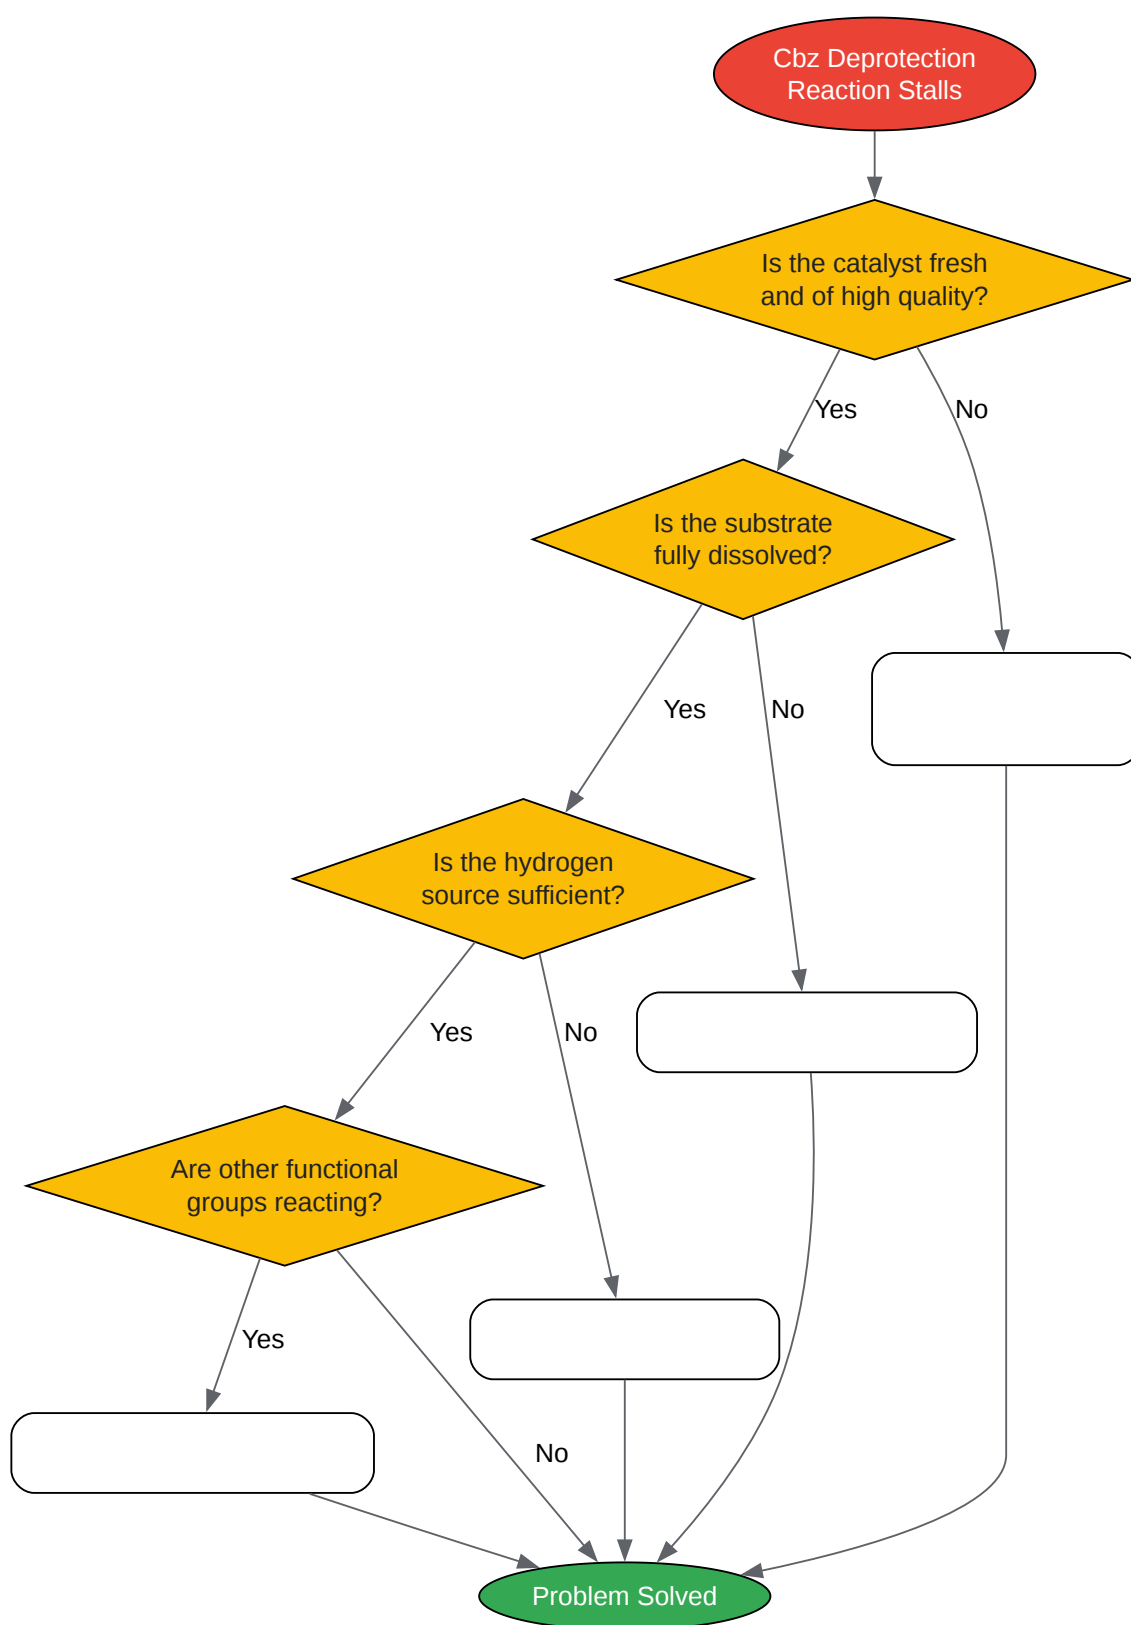 Cbz Deprotection
Reaction Stalls
Is the catalyst fresh
and of high quality?
Yes
No
Is the substrate
fully dissolved?
Yes
No
Is the hydrogen
source sufficient?
Yes
No
Are other functional
groups reacting?
Yes
No
Problem Solved